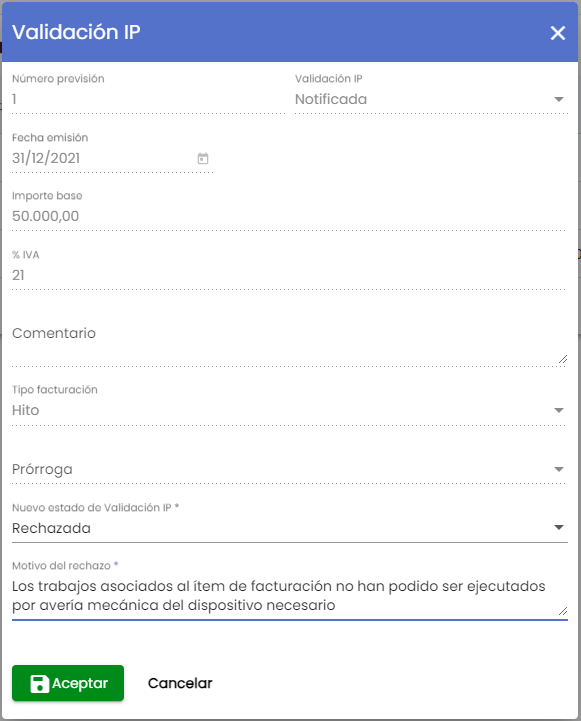 Validación IP
Número previsión
1
Validación IP
Notificada
Fecha emisión
31/12/2021
Importe base
50.000,00
% IVA
21
Comentario
Tipo facturación
Hito
Prórroga
Nuevo estado de Validación IP *
Rechazada
Motivo del rechazo *
Los trabajos asociados al ítem de facturación no han podido ser ejecutados
por avería mecánica del dispositivo necesario
Aceptar
Cancelar